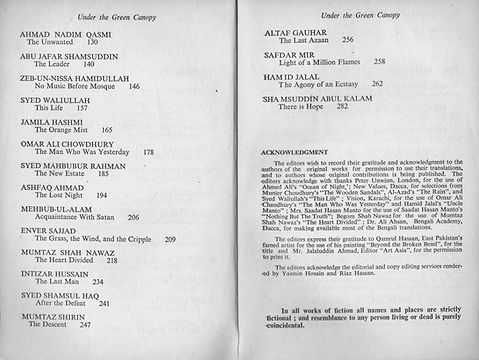 Under the Green Canopy
AHMAD NADIM QASMI
The Unwanted 130
ABU JAFAR SHAMSUDDIN
The Leader 140
ZEB-UN-NISSA HAMIDULLAH
No Music Before Mosque 146
SYED WALIULLAH
This Life 157
JAMILA HASHMI
The Orange Mist 165
OMAR ALI CHOWDHURY
The Man Who Was Yesterday 178
SYED MAHBUBUR RAHMAN
The New Estate 185
ASHFAQ AHMAD
The Lost Night 194
MEHBUB-UL-ALAM
Acquaintance With Satan 206
ENVER SAJJAD
The Grass, the Wind, and the Cripple 209
MUMTAZ SHAH NAWAZ
The Heart Divided 218
INTIZAR HUSSAIN
The Last Man 234
SYED SHAMSUL HAQ
After the Defeat 241
MUMTAZ SHIRIN
The Descent 247
Under the Green Canopy
ALTAF GAUHAR
The Last Azaan 256
SAFDAR MIR
Light of a Million Flames 258
HAMID JALAL
The Agony of an Ecstasy 262
SHAMSUDDIN ABUL KALAM
There is Hope 282
ACKNOWLEDGMENT
The editors wish to record their gratitude and acknowledgment to the
authors of the original works for permission to use their translations,
and to authors whose original contributions is being published. The
editors acknowledge with thanks Peter Unwinn, London, for the use of
Ahmed Ali's "Ocean of Night,"; New Values, Dacca, for selections from
Munier Choudhury's "The Wooden Sandals", Al-Azad's "The Rain", and
Syed Waliullah's "This Life"; Vision, Karachi, for the use of Omar Ali
Chaudhury's "The Man Who Was Yesterday" and Hamid Jalal's "Uncle
Manto"; Mrs. Saadat Hasan Manto for the use of Saadat Hasan Manto's
"Nothing But The Truth"; Begum Shah Nawaz for the use of Mumtaz
Shah Nawaz's "The Heart Divided"; Dr. Ali Ahsan, Bengali Academy,
Dacca, for making available most of the Bengali translations.
The editors express their gratitude to Qamrul Hassan, East Pakistan's
famed artist for the use of his painting "Beyond the Broken Bend", for the
title and Mr. Jalaluddin Ahmad, Editor "Art Asia", for the permission
to print it.
The editors acknowledge the editorial and copy editing services render-
ed by Yasmin Hosain and Riaz Hassan.
In all works of fiction all names and places are strictly
fictional; and resemblance to any person living or dead is purely
coincidental.